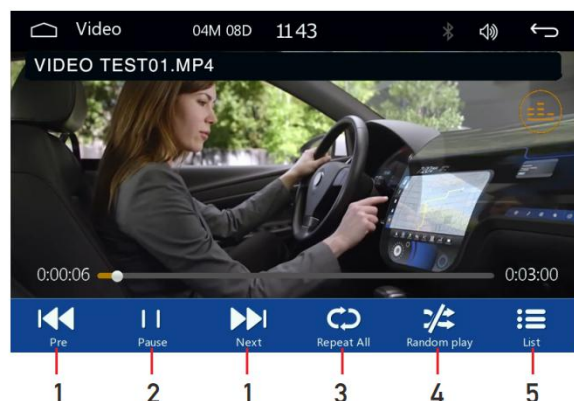 Video 04M 08D 11 43
VIDEO TEST01.MP4
0:00:06 0:03:00
Pre Pause Next Repeat All Random play List
1 2 1 3 4 5